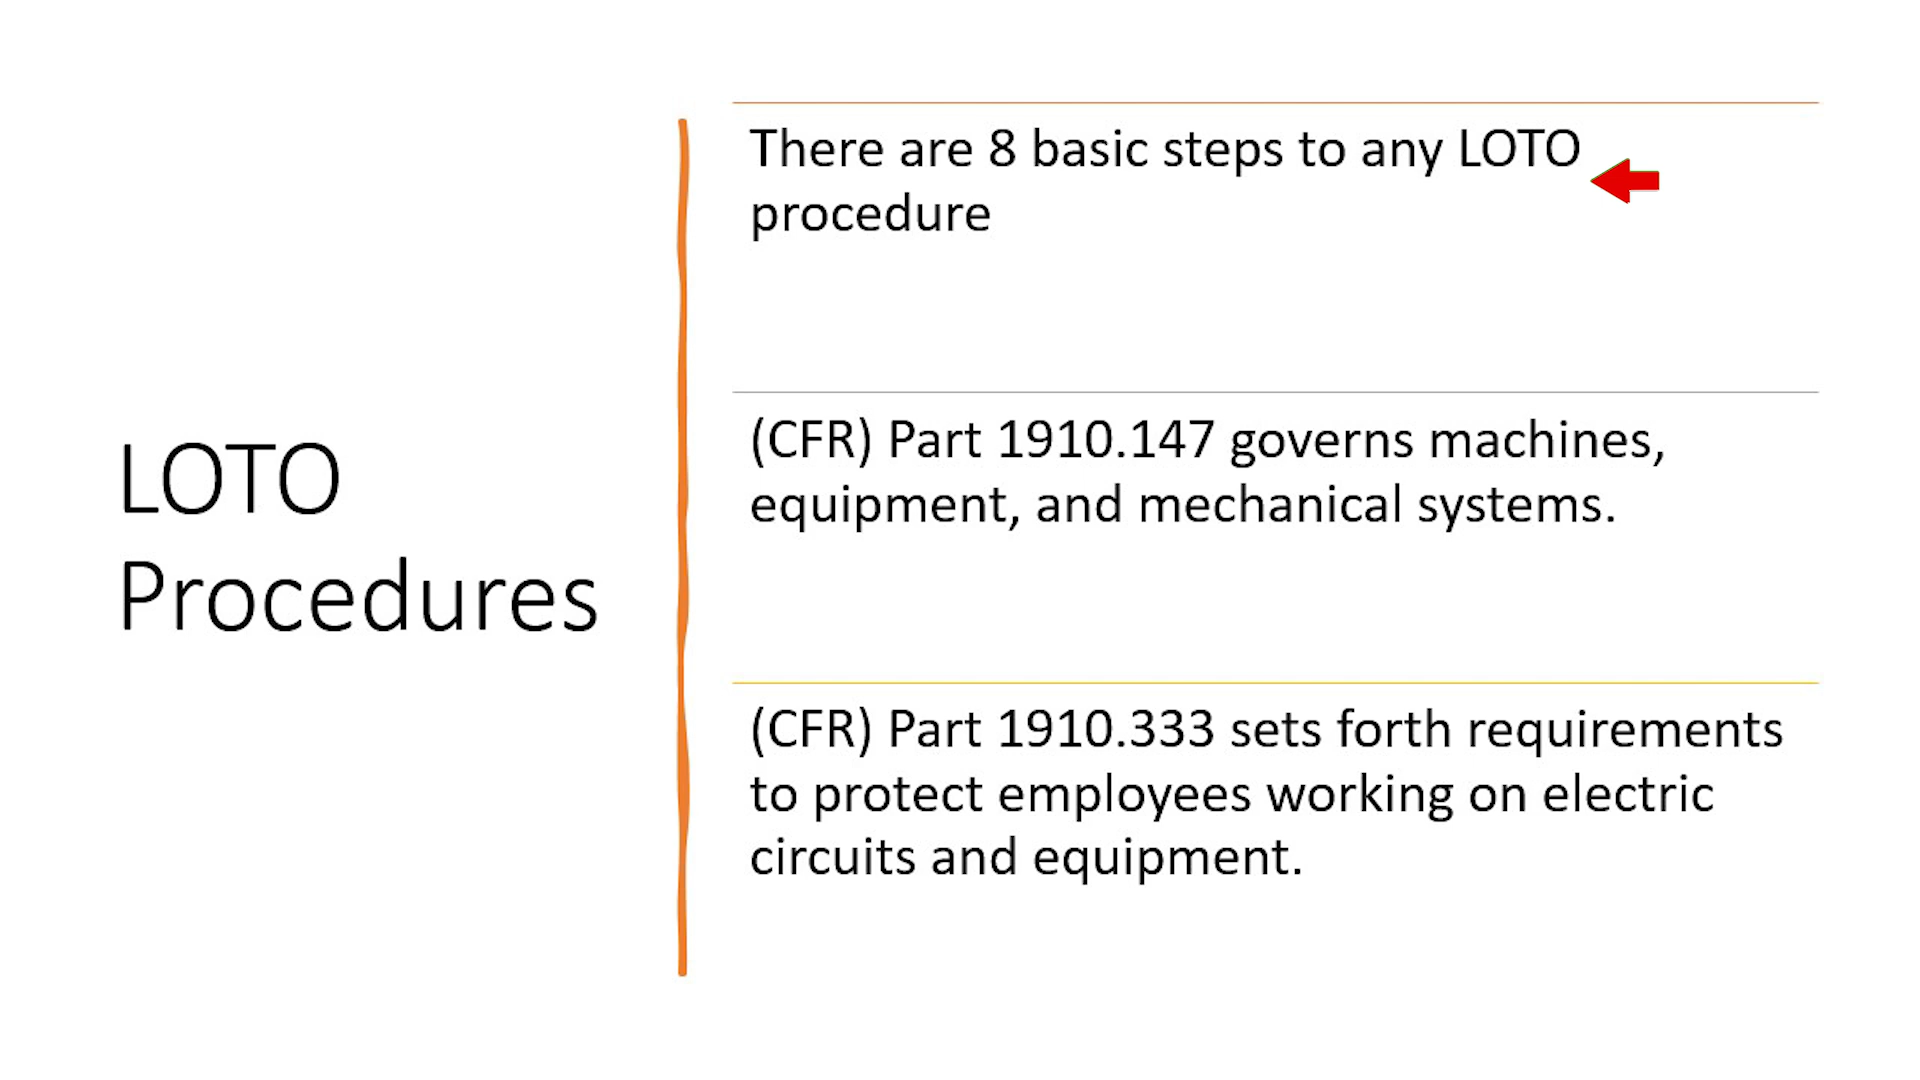 LOTO
Procedures
There are 8 basic steps to any LOTO
procedure
(CFR) Part 1910.147 governs machines,
equipment, and mechanical systems.
(CFR) Part 1910.333 sets forth requirements
to protect employees working on electric
circuits and equipment.